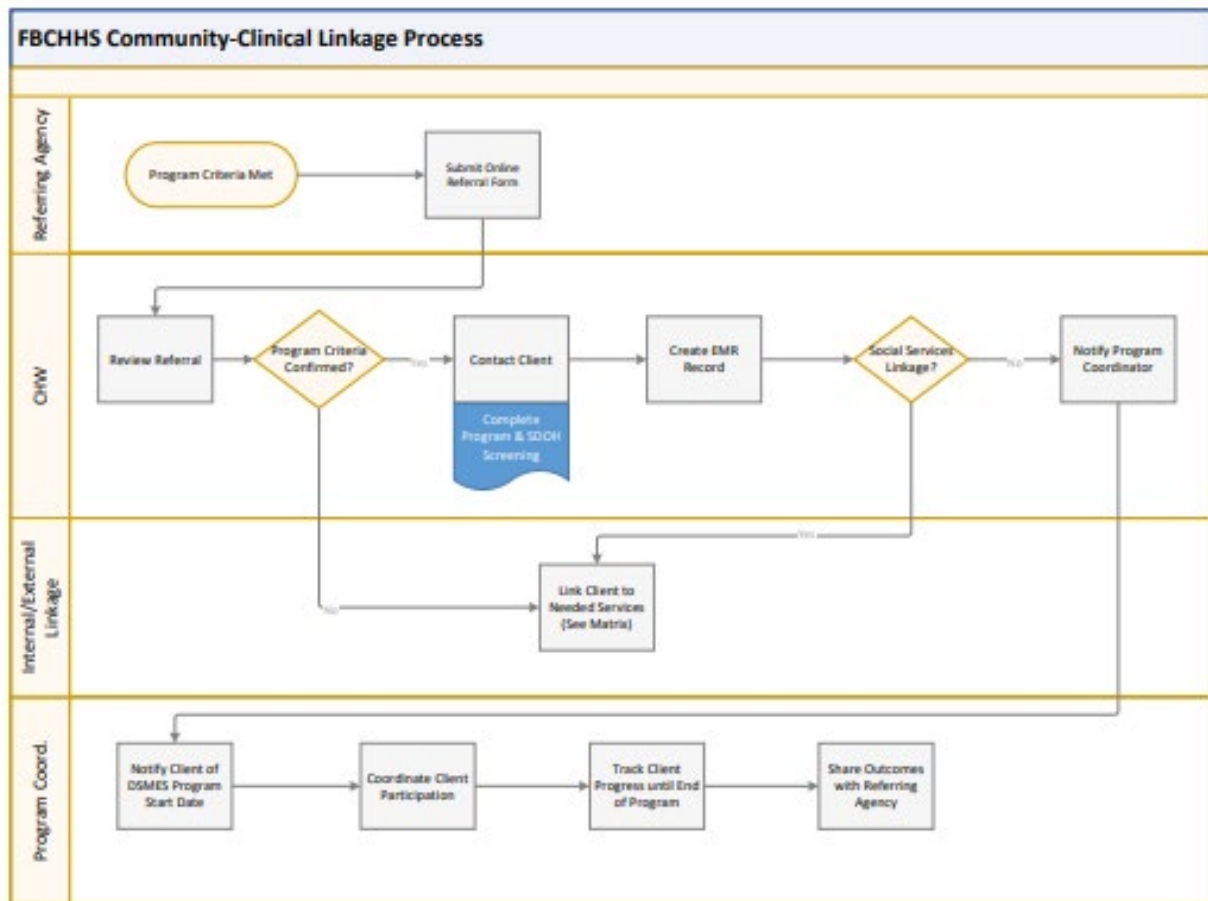 FBCHHS Community-Clinical Linkage Process
Referring Agency
Program Criteria Met
Submit Online
Referral Form
CHW
Review Referral
Program Criteria
Confirmed?
Yes
Contact Client
Complete
Program & SDOH
Screening
Create EMR
Record
Social Services
Linkage?
No
Notify Program
Coordinator
Internal/External
Linkage
Yes
No
Link Client to
Needed Services
(See Matrix)
Program Coord.
Notify Client of
DSMES Program
Start Date
Coordinate Client
Participation
Track Client
Progress until End
of Program
Share Outcomes
with Referring
Agency